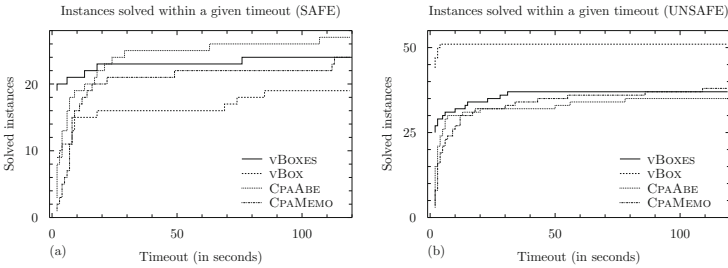 Instances solved within a given timeout (SAFE)
Solved instances
20
10
0
vBoxes
vBox
CpaAbe
CpaMemo
0
50
100
Timeout (in seconds)
(a)
Instances solved within a given timeout (UNSAFE)
Solved instances
50
25
0
vBoxes
vBox
CpaAbe
CpaMemo
0
50
100
Timeout (in seconds)
(b)